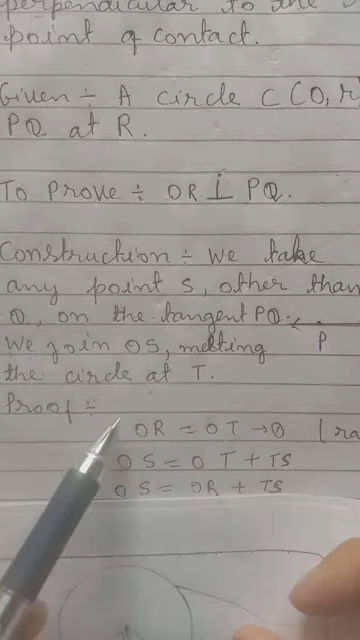 perpendicular to the
point of contact.
Given ÷ A circle C (O, r
PQ at R.
To Prove ÷ OR ⊥ PQ.
Construction ÷ We take
any point S, other than
Q, on the tangent PQ.
We join OS, melting P
the circle at T.
Proof ÷
OR = OT → ①
(ra
OS = OT + TS
OS = OR + TS